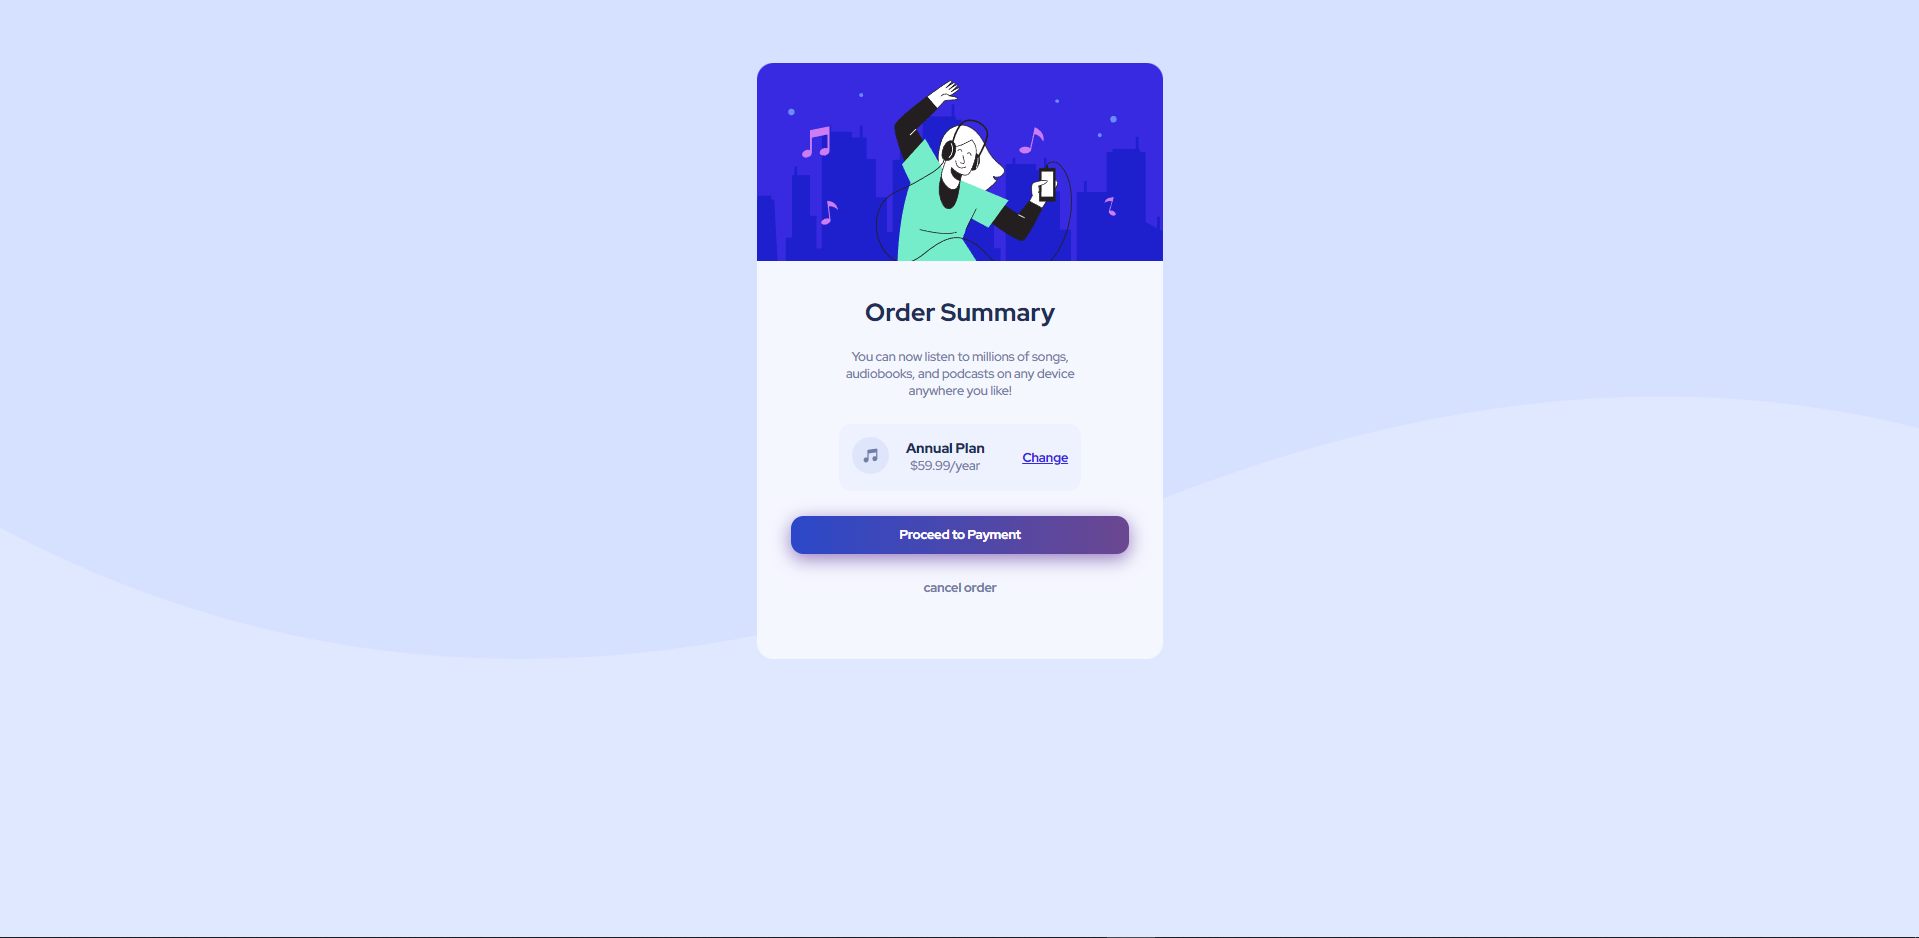 Order Summary
You can now listen to millions of songs,
audiobooks, and podcasts on any device
anywhere you like!
Annual Plan
$59.99/year
Change
Proceed to Payment
cancel order